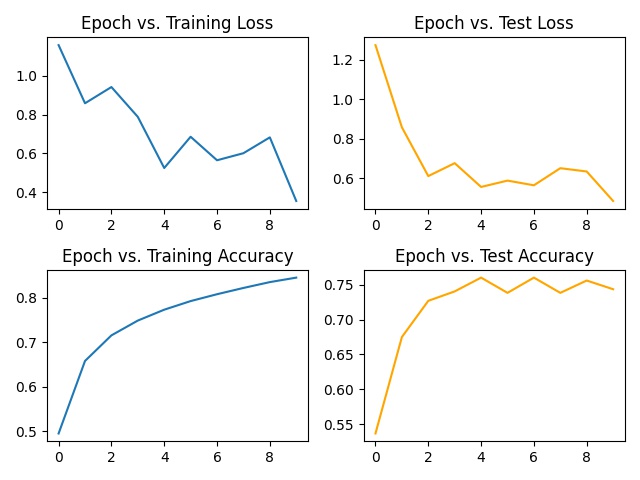 Epoch vs. Training Loss
1.0
0.8
0.6
0.4
0 2 4 6 8
Epoch vs. Test Loss
1.2
1.0
0.8
0.6
0 2 4 6 8
Epoch vs. Training Accuracy
0.8
0.7
0.6
0.5
0 2 4 6 8
Epoch vs. Test Accuracy
0.75
0.70
0.65
0.60
0.55
0 2 4 6 8